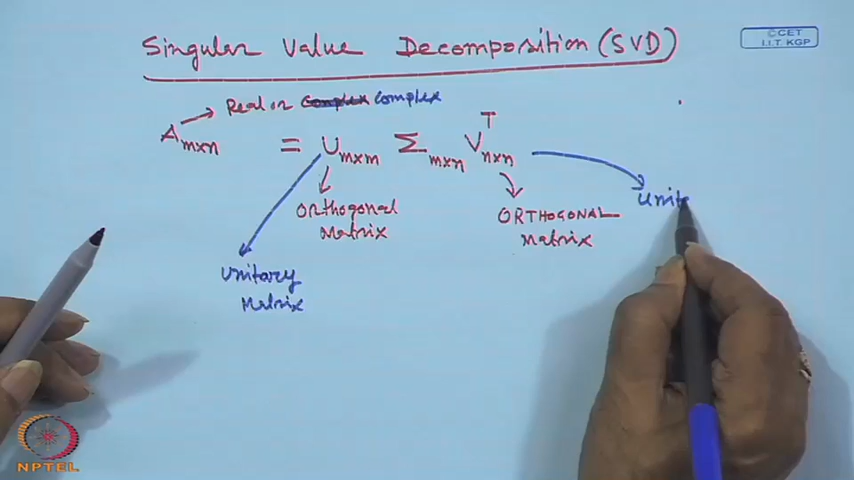 Singular Value Decomposition (SVD)
©CET
I.I.T. KGP
Real or complex
A m×n = U m×m Σ m×n V^T n×n
Orthogonal
Matrix
ORTHOGONAL
Matrix
Unita
Unitary
Matrix
NPTEL